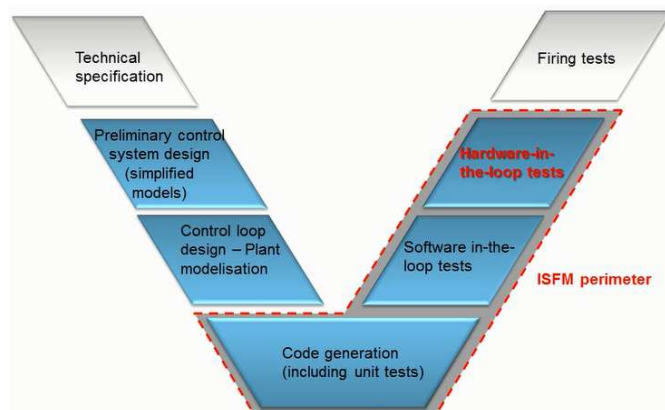 Technical
specification
Firing tests
Preliminary control
system design
(simplified
models)
Hardware-in-
the-loop tests
Control loop
design – Plant
modelisation
Software in-the-
loop tests
ISFM perimeter
Code generation
(including unit tests)